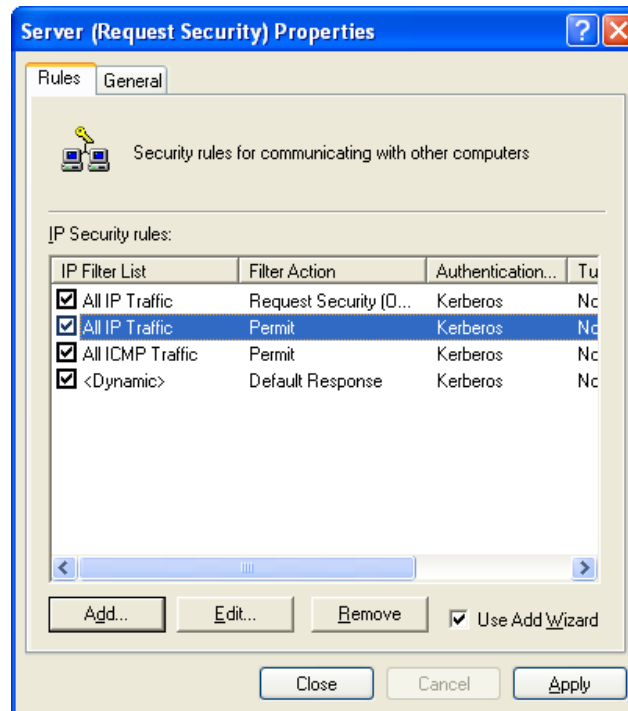 Server (Request Security) Properties
Rules General
Security rules for communicating with other computers
IP Security rules:
IP Filter List Filter Action Authentication... Tu
All IP Traffic Request Security (O... Kerberos No
All IP Traffic Permit Kerberos No
All ICMP Traffic Permit Kerberos No
<Dynamic> Default Response Kerberos No
Add... Edit... Remove Use Add Wizard
Close Cancel Apply